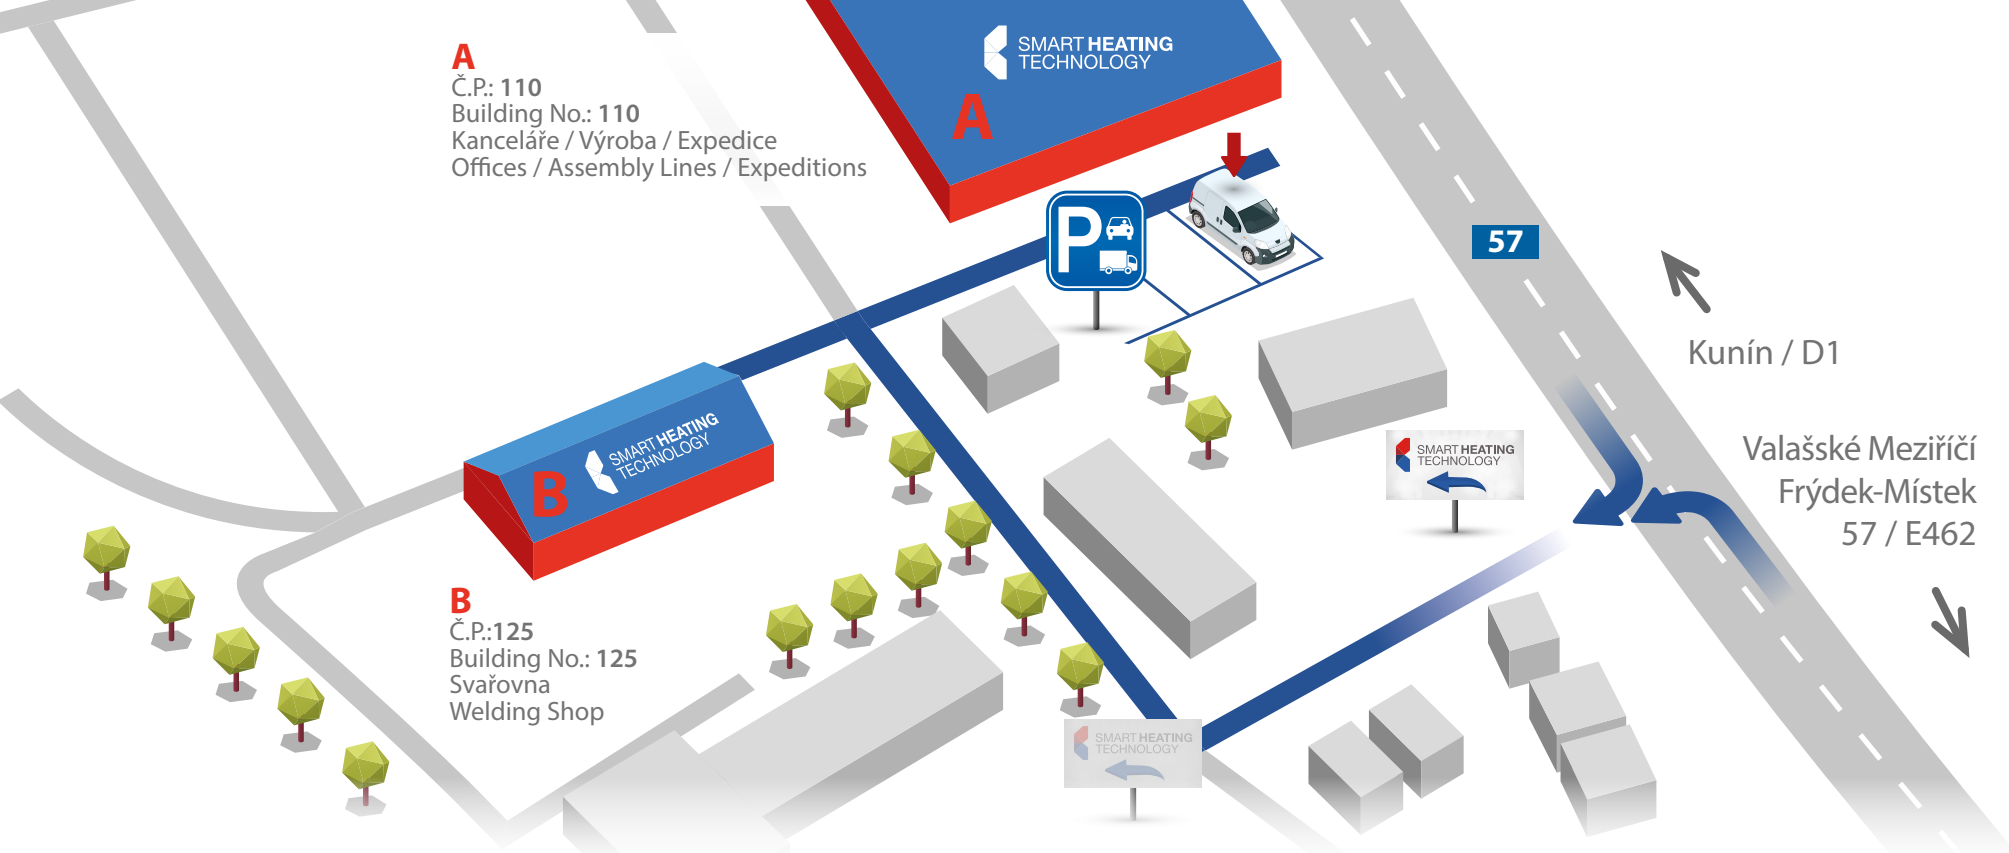 A
Č.P.: 110
Building No.: 110
Kanceláře / Výroba / Expedice
Offices / Assembly Lines / Expeditions
SMART HEATING
TECHNOLOGY
A
P
57
Kunín / D1
Valašské Meziříčí
Frýdek-Místek
57 / E462
SMART HEATING
TECHNOLOGY
SMART HEATING
TECHNOLOGY
B
B
Č.P.:125
Building No.: 125
Svařovna
Welding Shop
SMART HEATING
TECHNOLOGY